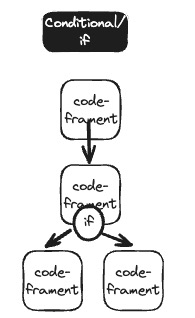 Conditional/
if
code-
frament
code-
frament
if
code-
frament
code-
frament